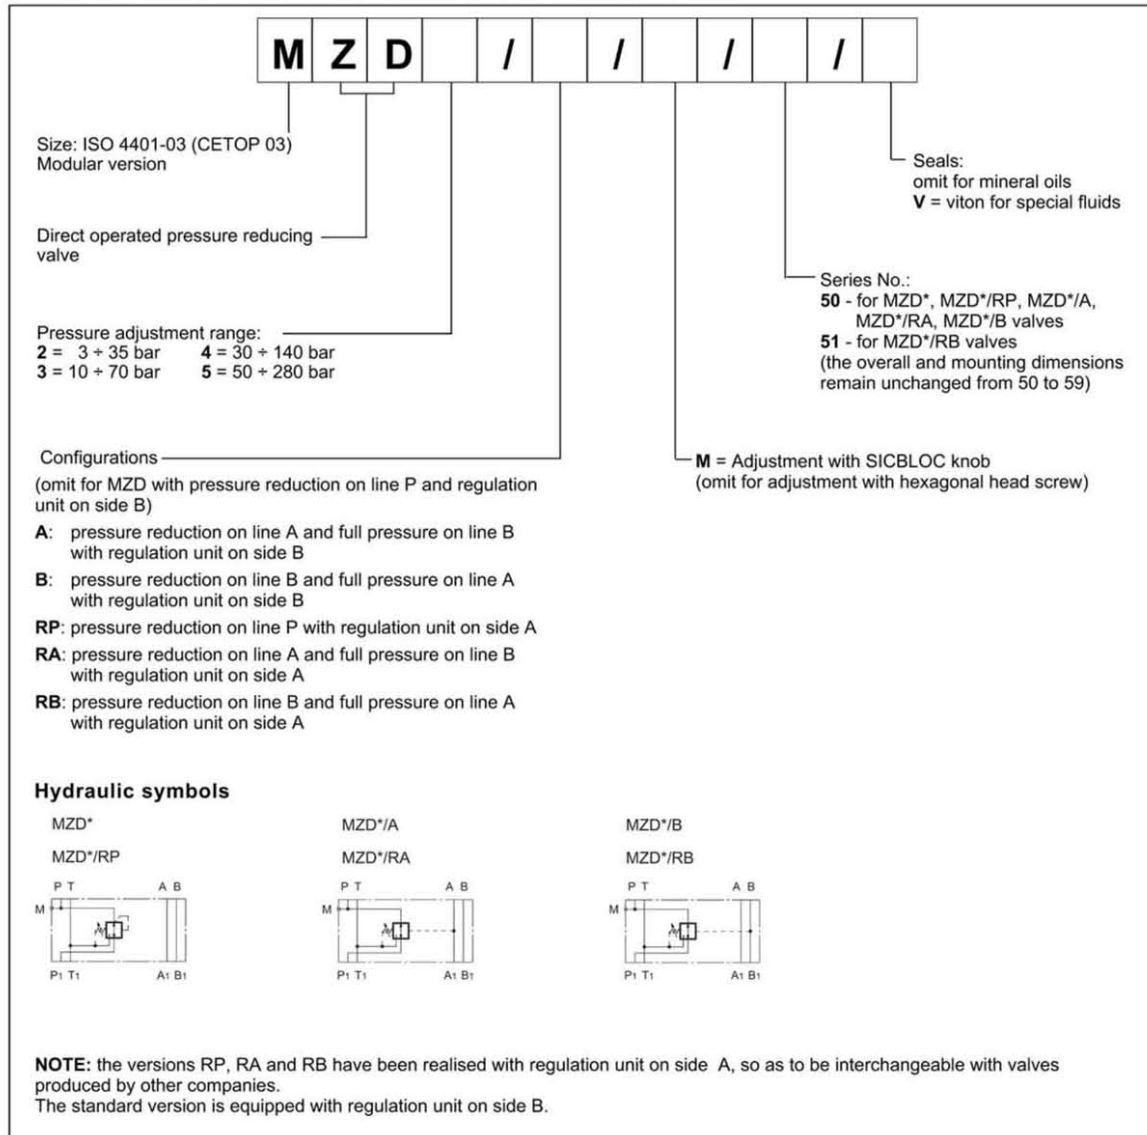 M Z D / / / /
Size: ISO 4401-03 (CETOP 03)
Modular version
Direct operated pressure reducing
valve
Pressure adjustment range:
2 = 3 ÷ 35 bar 4 = 30 ÷ 140 bar
3 = 10 ÷ 70 bar 5 = 50 ÷ 280 bar
Configurations
(omit for MZD with pressure reduction on line P and regulation
unit on side B)
A: pressure reduction on line A and full pressure on line B
with regulation unit on side B
B: pressure reduction on line B and full pressure on line A
with regulation unit on side B
RP: pressure reduction on line P with regulation unit on side A
RA: pressure reduction on line A and full pressure on line B
with regulation unit on side A
RB: pressure reduction on line B and full pressure on line A
with regulation unit on side A
Seals:
omit for mineral oils
V = viton for special fluids
Series No.:
50 - for MZD*, MZD*/RP, MZD*/A,
MZD*/RA, MZD*/B valves
51 - for MZD*/RB valves
(the overall and mounting dimensions
remain unchanged from 50 to 59)
M = Adjustment with SICBLOC knob
(omit for adjustment with hexagonal head screw)
Hydraulic symbols
MZD* MZD*/A MZD*/B
MZD*/RP MZD*/RA MZD*/RB
P T A B P T A B P T A B
M M M
P1 T1 A1 B1 P1 T1 A1 B1 P1 T1 A1 B1
NOTE: the versions RP, RA and RB have been realised with regulation unit on side A, so as to be interchangeable with valves
produced by other companies.
The standard version is equipped with regulation unit on side B.